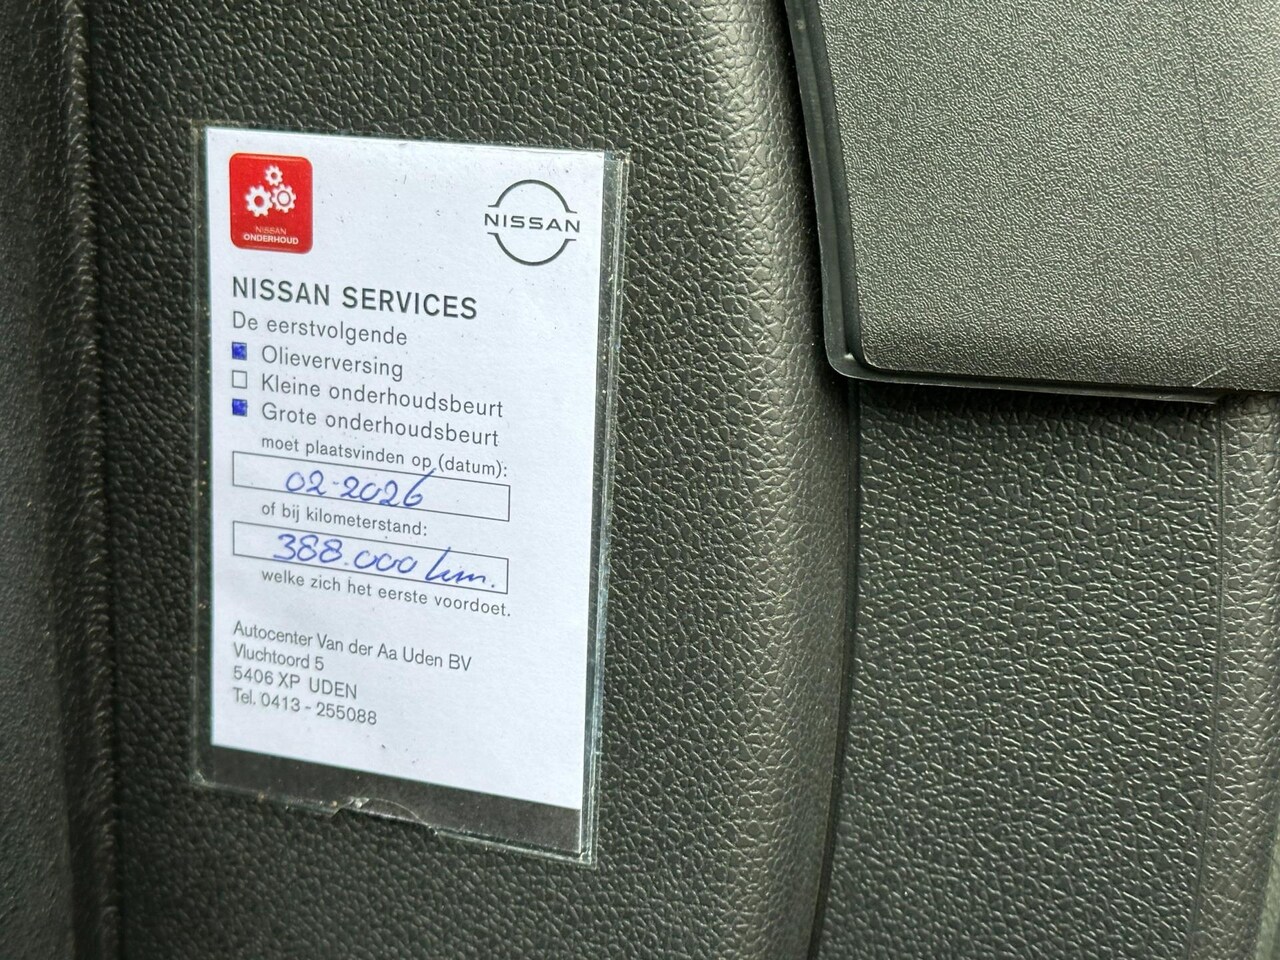 NISSAN
ONDERHOUD
NISSAN
NISSAN SERVICES
De eerstvolgende
Olieverversing
Kleine onderhoudsbeurt
Grote onderhoudsbeurt
moet plaatsvinden op (datum):
02-2026
of bij kilometerstand:
388.000 km.
welke zich het eerste voordoet.
Autocenter Van der Aa Uden BV
Vluchtoord 5
5406 XP UDEN
Tel. 0413 - 255088